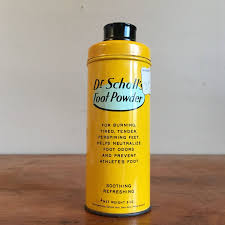 Dr Scholl's
Foot Powder
FOR BURNING,
TIRED, TENDER,
PERSPIRING FEET,
HELPS NEUTRALIZE
FOOT ODORS
AND PREVENT
ATHLETE'S FOOT
SOOTHING
REFRESHING